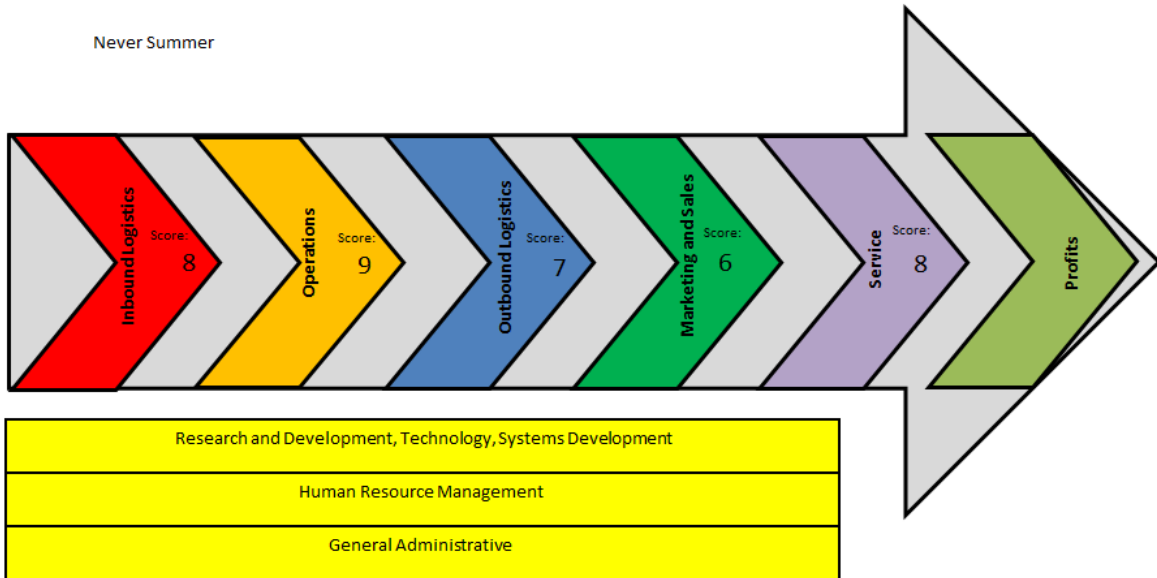 Never Summer
Inbound Logistics
Score:
8
Operations
Score:
9
Outbound Logistics
Score:
7
Marketing and Sales
Score:
6
Service
Score:
8
Profits
Research and Development, Technology, Systems Development
Human Resource Management
General Administrative